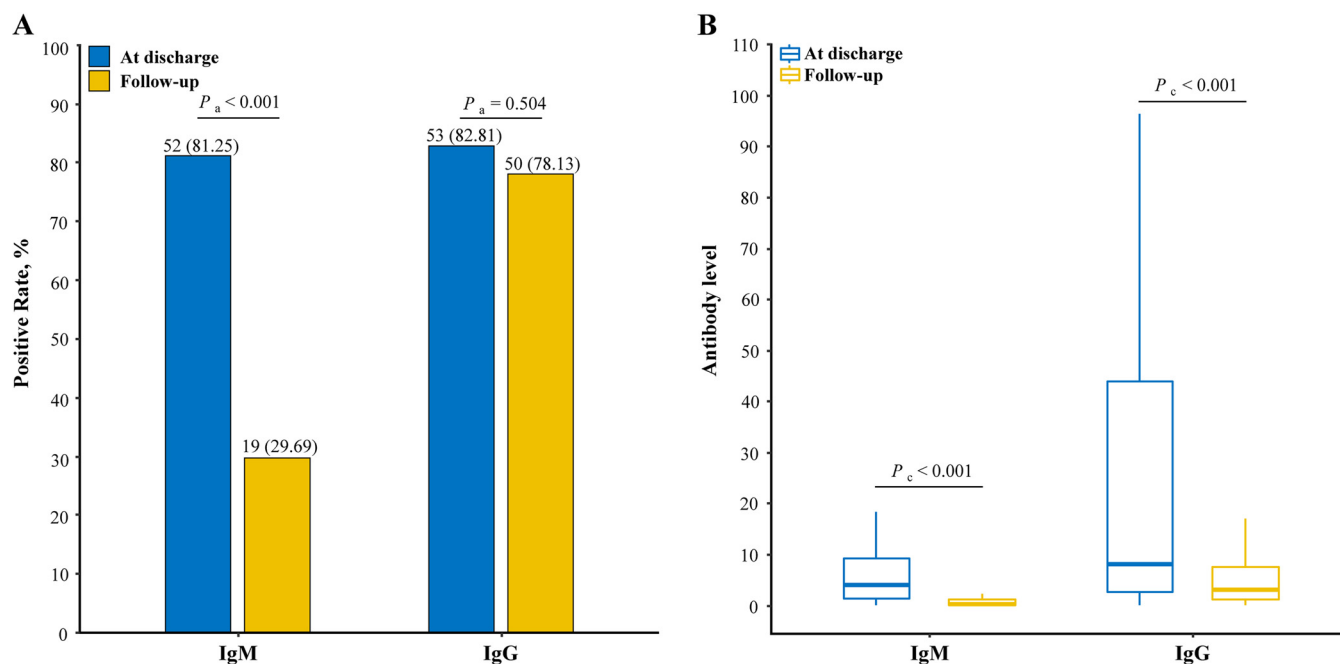 A
At discharge
Follow-up
P a < 0.001
P a = 0.504
52 (81.25)
53 (82.81)
50 (78.13)
19 (29.69)
Positive Rate, %
100
90
80
70
60
50
40
30
20
10
0
IgM
IgG
B
At discharge
Follow-up
P c < 0.001
P c < 0.001
Antibody level
110
100
90
80
70
60
50
40
30
20
10
0
IgM
IgG